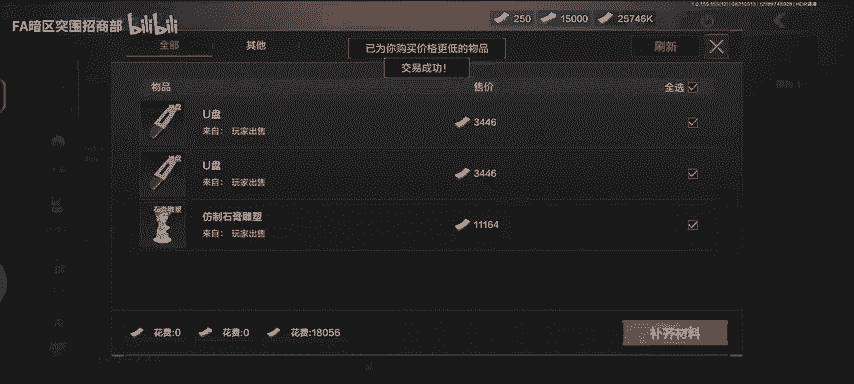 FA暗区突围招商部 bilibili
250 15000 25746K
全部 其他 已为你购买价格更低的物品 刷新
交易成功！
物品 售价 全选
U盘
来自： 玩家出售
3446
U盘
来自： 玩家出售
3446
仿制石膏雕塑
来自： 玩家出售
11164
花费:0 花费:0 花费:18056 补齐材料